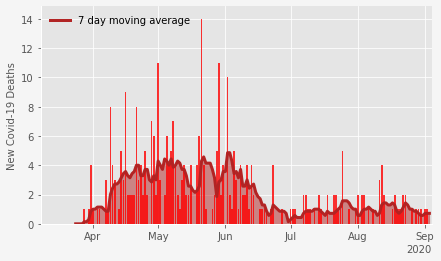 7 day moving average
New Covid-19 Deaths
14
12
10
8
6
4
2
0
Apr
May
Jun
Jul
Aug
Sep
2020